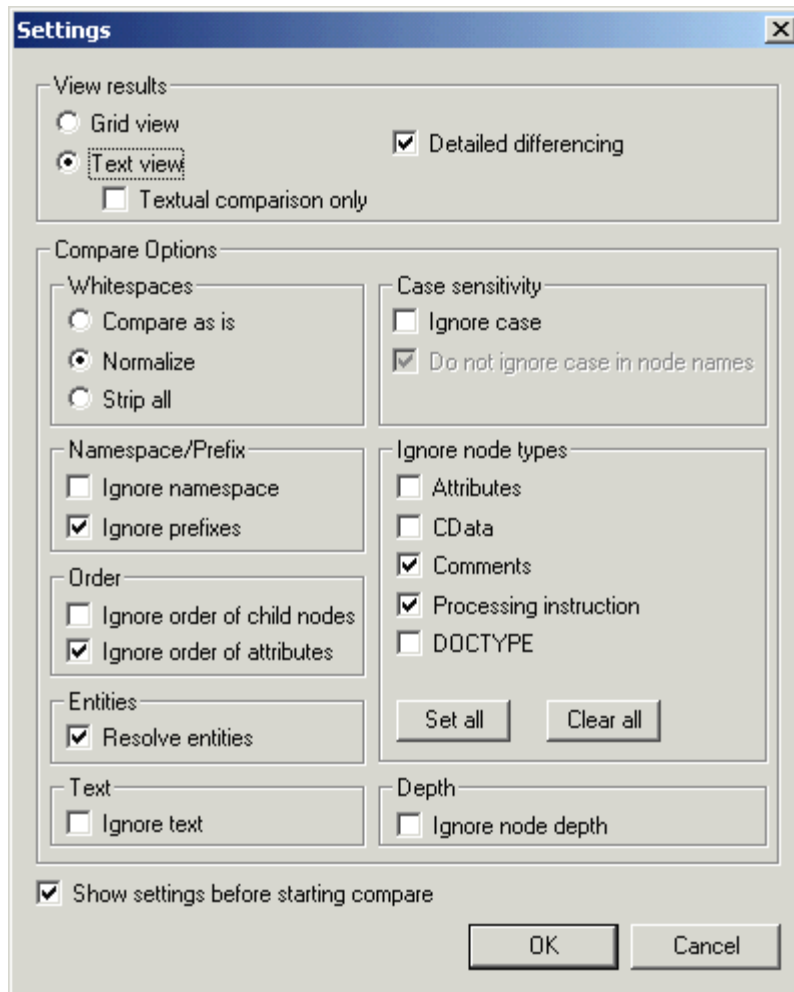 Settings
View results
Grid view
Detailed differencing
Text view
Textual comparison only
Compare Options
Whitespaces
Compare as is
Normalize
Strip all
Case sensitivity
Ignore case
Do not ignore case in node names
Namespace/Prefix
Ignore namespace
Ignore prefixes
Ignore node types
Attributes
CData
Comments
Processing instruction
DOCTYPE
Set all
Clear all
Order
Ignore order of child nodes
Ignore order of attributes
Entities
Resolve entities
Text
Ignore text
Depth
Ignore node depth
Show settings before starting compare
OK
Cancel